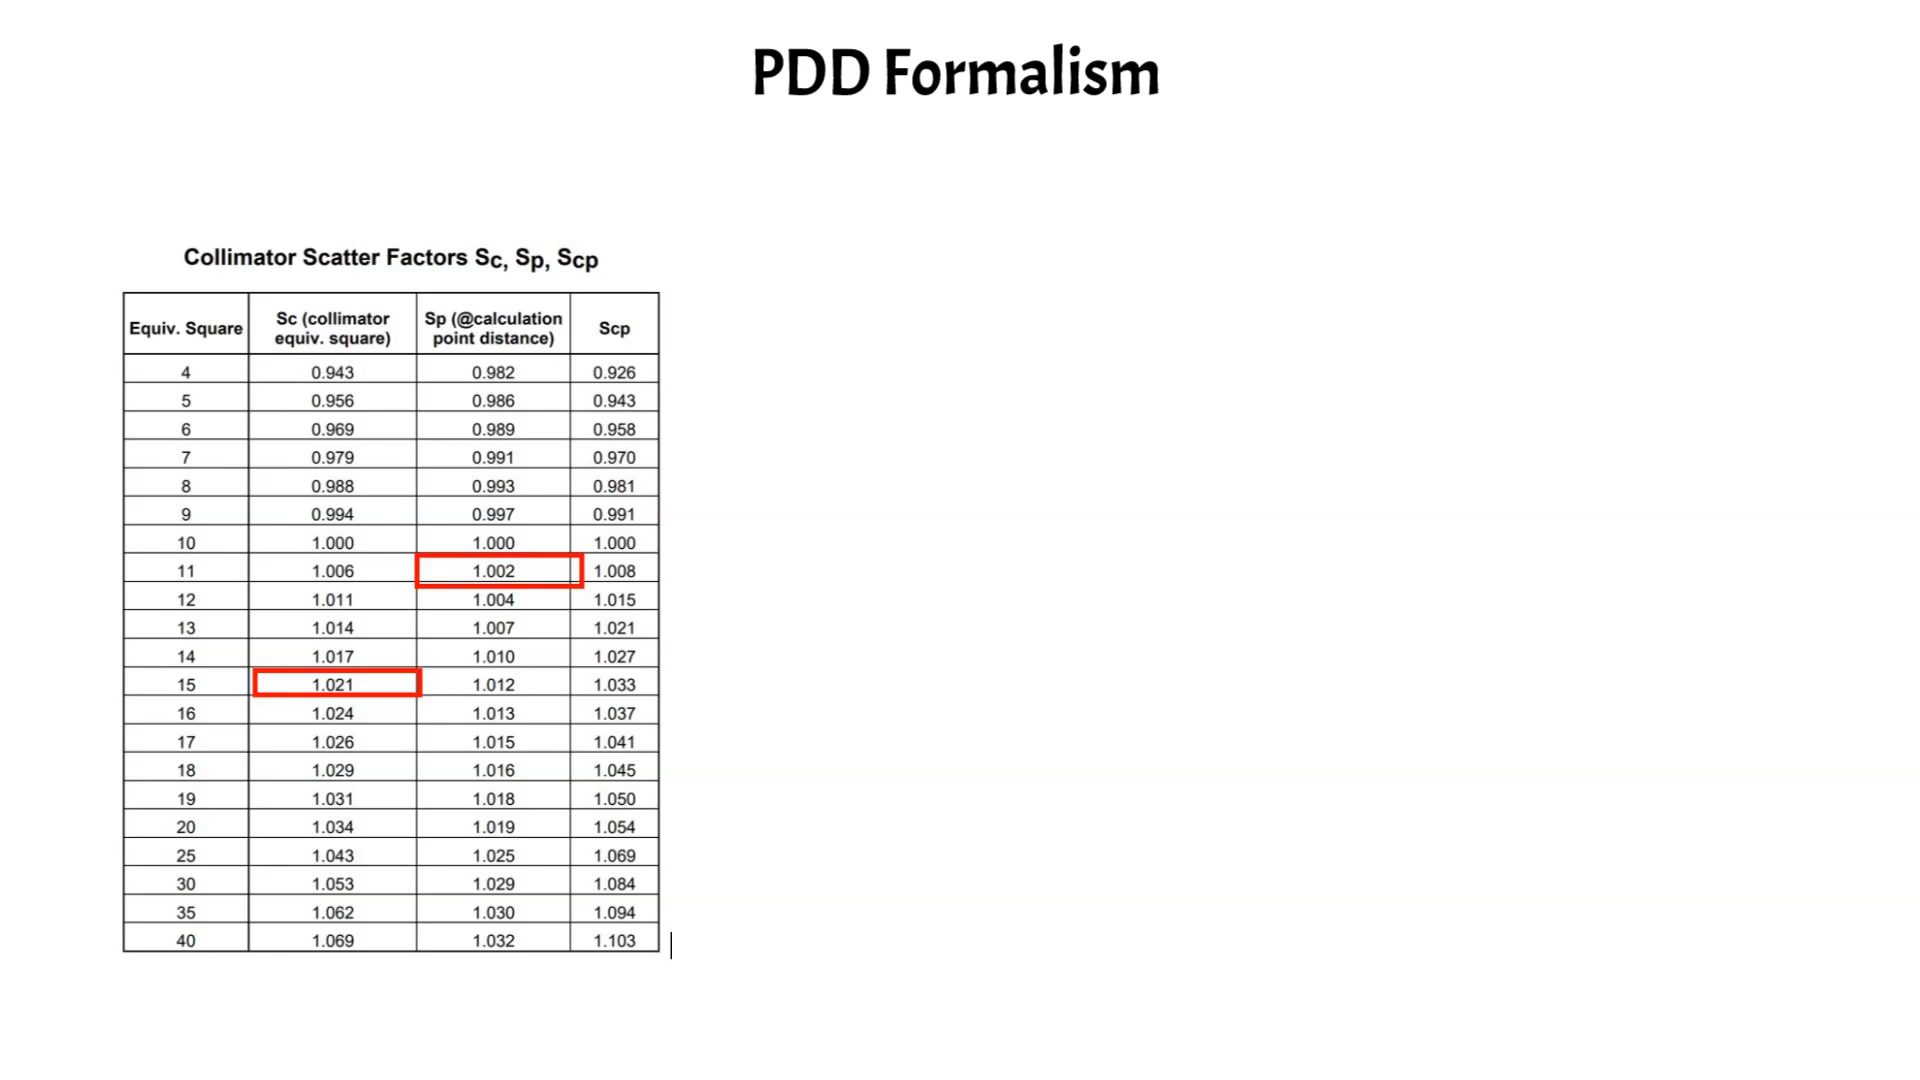 PDD Formalism
Collimator Scatter Factors Sc, Sp, Scp
Equiv. Square Sc (collimator equiv. square) Sp (@calculation point distance) Scp
4 0.943 0.982 0.926
5 0.956 0.986 0.943
6 0.969 0.989 0.958
7 0.979 0.991 0.970
8 0.988 0.993 0.981
9 0.994 0.997 0.991
10 1.000 1.000 1.000
11 1.006 1.002 1.008
12 1.011 1.004 1.015
13 1.014 1.007 1.021
14 1.017 1.010 1.027
15 1.021 1.012 1.033
16 1.024 1.013 1.037
17 1.026 1.015 1.041
18 1.029 1.016 1.045
19 1.031 1.018 1.050
20 1.034 1.019 1.054
25 1.043 1.025 1.069
30 1.053 1.029 1.084
35 1.062 1.030 1.094
40 1.069 1.032 1.103